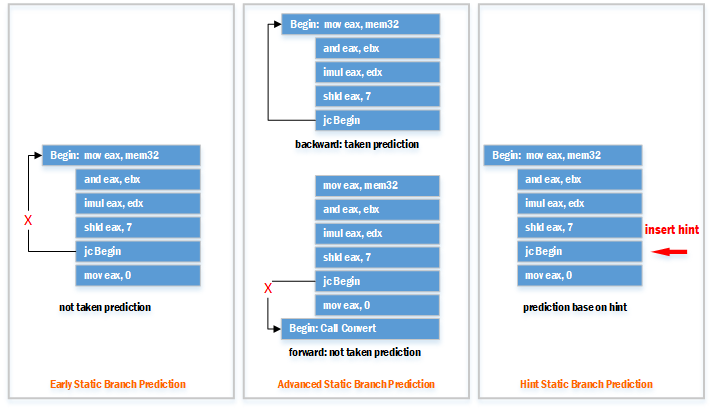 Begin: mov eax, mem32
and eax, ebx
imul eax, edx
shld eax, 7
jc Begin
mov eax, 0
X
not taken prediction
Early Static Branch Prediction
Begin: mov eax, mem32
and eax, ebx
imul eax, edx
shld eax, 7
jc Begin
backward: taken prediction
mov eax, mem32
and eax, ebx
imul eax, edx
shld eax, 7
jc Begin
X
mov eax, 0
Begin: Call Convert
forward: not taken prediction
Advanced Static Branch Prediction
Begin: mov eax, mem32
and eax, ebx
imul eax, edx
shld eax, 7
insert hint
jc Begin
mov eax, 0
prediction base on hint
Hint Static Branch Prediction